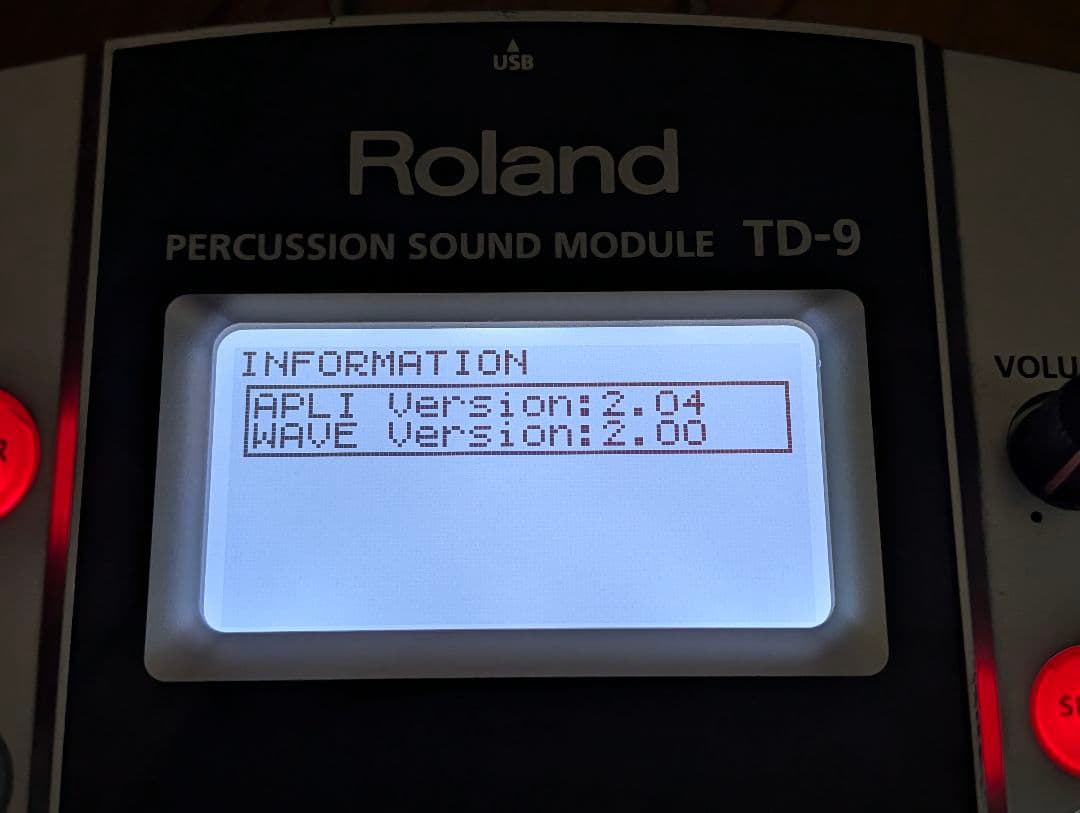 USB
Roland
PERCUSSION SOUND MODULE TD-9
INFORMATION
APLI Version:2.04
WAVE Version:2.00
VOLU
R